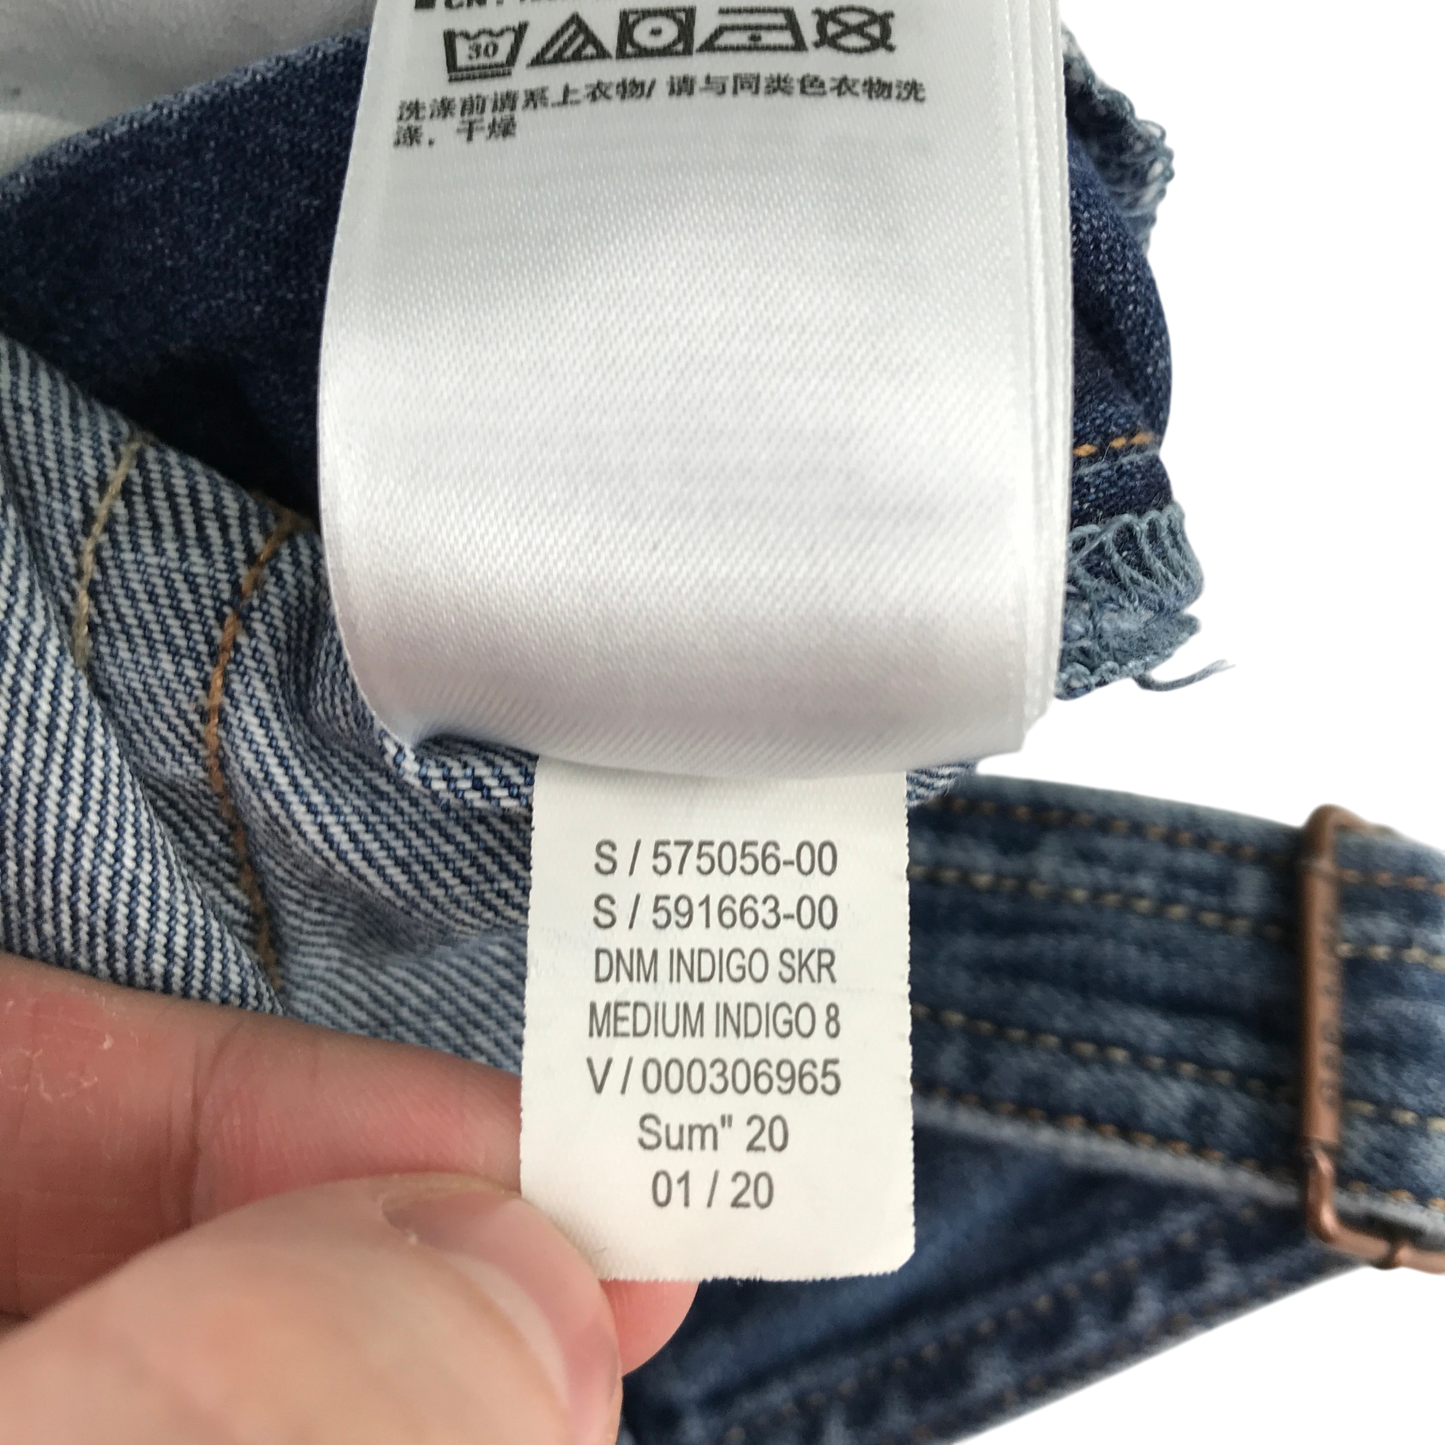 30
洗涤前请系上衣物/ 请与同类色衣物洗
涤，干燥
S / 575056-00
S / 591663-00
DNM INDIGO SKR
MEDIUM INDIGO 8
V / 000306965
Sum" 20
01 / 20